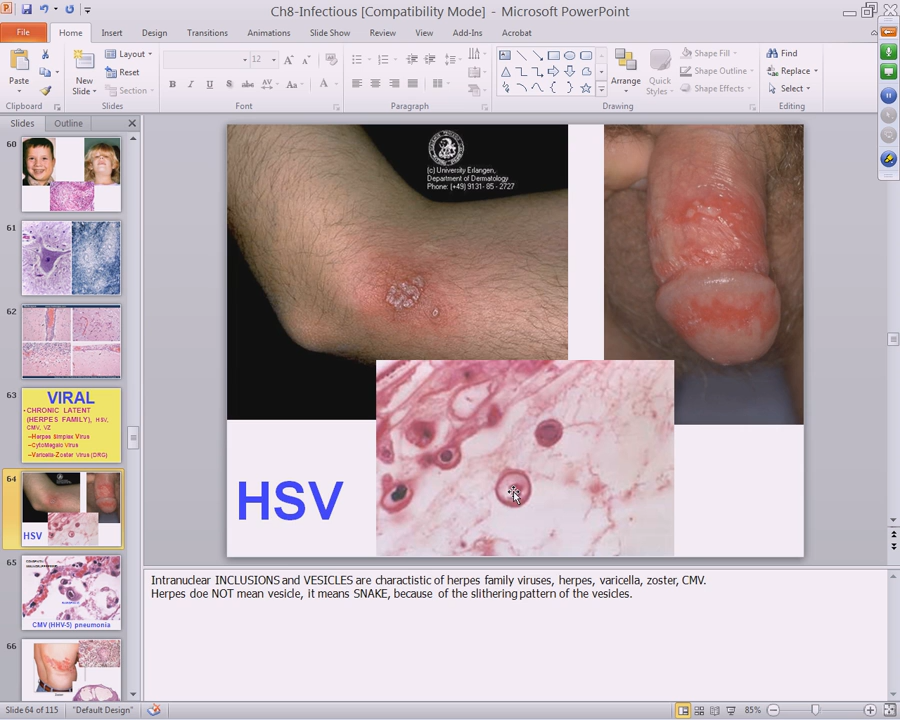 Ch8-Infectious [Compatibility Mode] - Microsoft PowerPoint
File Home Insert Design Transitions Animations Slide Show Review View Add-Ins Acrobat
Paste
New
Slide
Layout
Reset
Section
12
B I U S abc AV Aa A
Arrange
Quick
Styles
Shape Fill
Shape Outline
Shape Effects
Find
Replace
Select
Clipboard Slides Font Paragraph Drawing Editing
Slides Outline
60
61
62
63
VIRAL
•CHRONIC LATENT
(HERPES FAMILY), HSV,
CMV, VZ
–Herpes Simplex Virus
–CytoMegalo Virus
–Varicella-Zoster Virus (DRG)
64
HSV
65
CMV (HHV-5) pneumonia
66
(c) University Erlangen,
Department of Dermatology
Phone: (+49) 9131- 85 - 2727
HSV
Intranuclear INCLUSIONS and VESICLES are charactistic of herpes family viruses, herpes, varicella, zoster, CMV.
Herpes doe NOT mean vesicle, it means SNAKE, because of the slithering pattern of the vesicles.
Slide 64 of 115 "Default Design" 85%